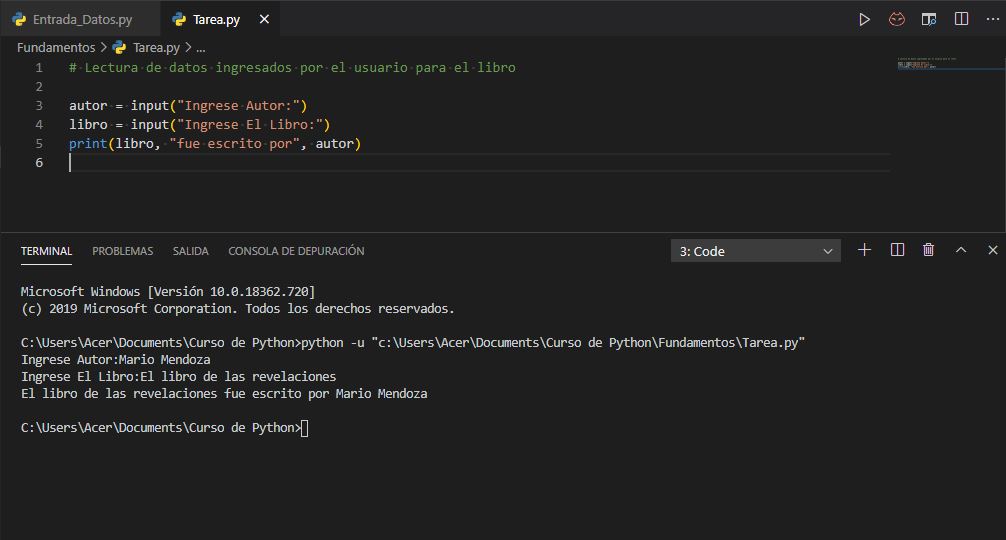 Entrada_Datos.py Tarea.py
Fundamentos > Tarea.py > ...
1 # Lectura de datos ingresados por el usuario para el libro
2
3 autor = input("Ingrese Autor:")
4 libro = input("Ingrese El Libro:")
5 print(libro, "fue escrito por", autor)
6
TERMINAL PROBLEMAS SALIDA CONSOLA DE DEPURACIÓN 3: Code
Microsoft Windows [Versión 10.0.18362.720]
(c) 2019 Microsoft Corporation. Todos los derechos reservados.
C:\Users\Acer\Documents\Curso de Python>python -u "c:\Users\Acer\Documents\Curso de Python\Fundamentos\Tarea.py"
Ingrese Autor:Mario Mendoza
Ingrese El Libro:El libro de las revelaciones
El libro de las revelaciones fue escrito por Mario Mendoza
C:\Users\Acer\Documents\Curso de Python>